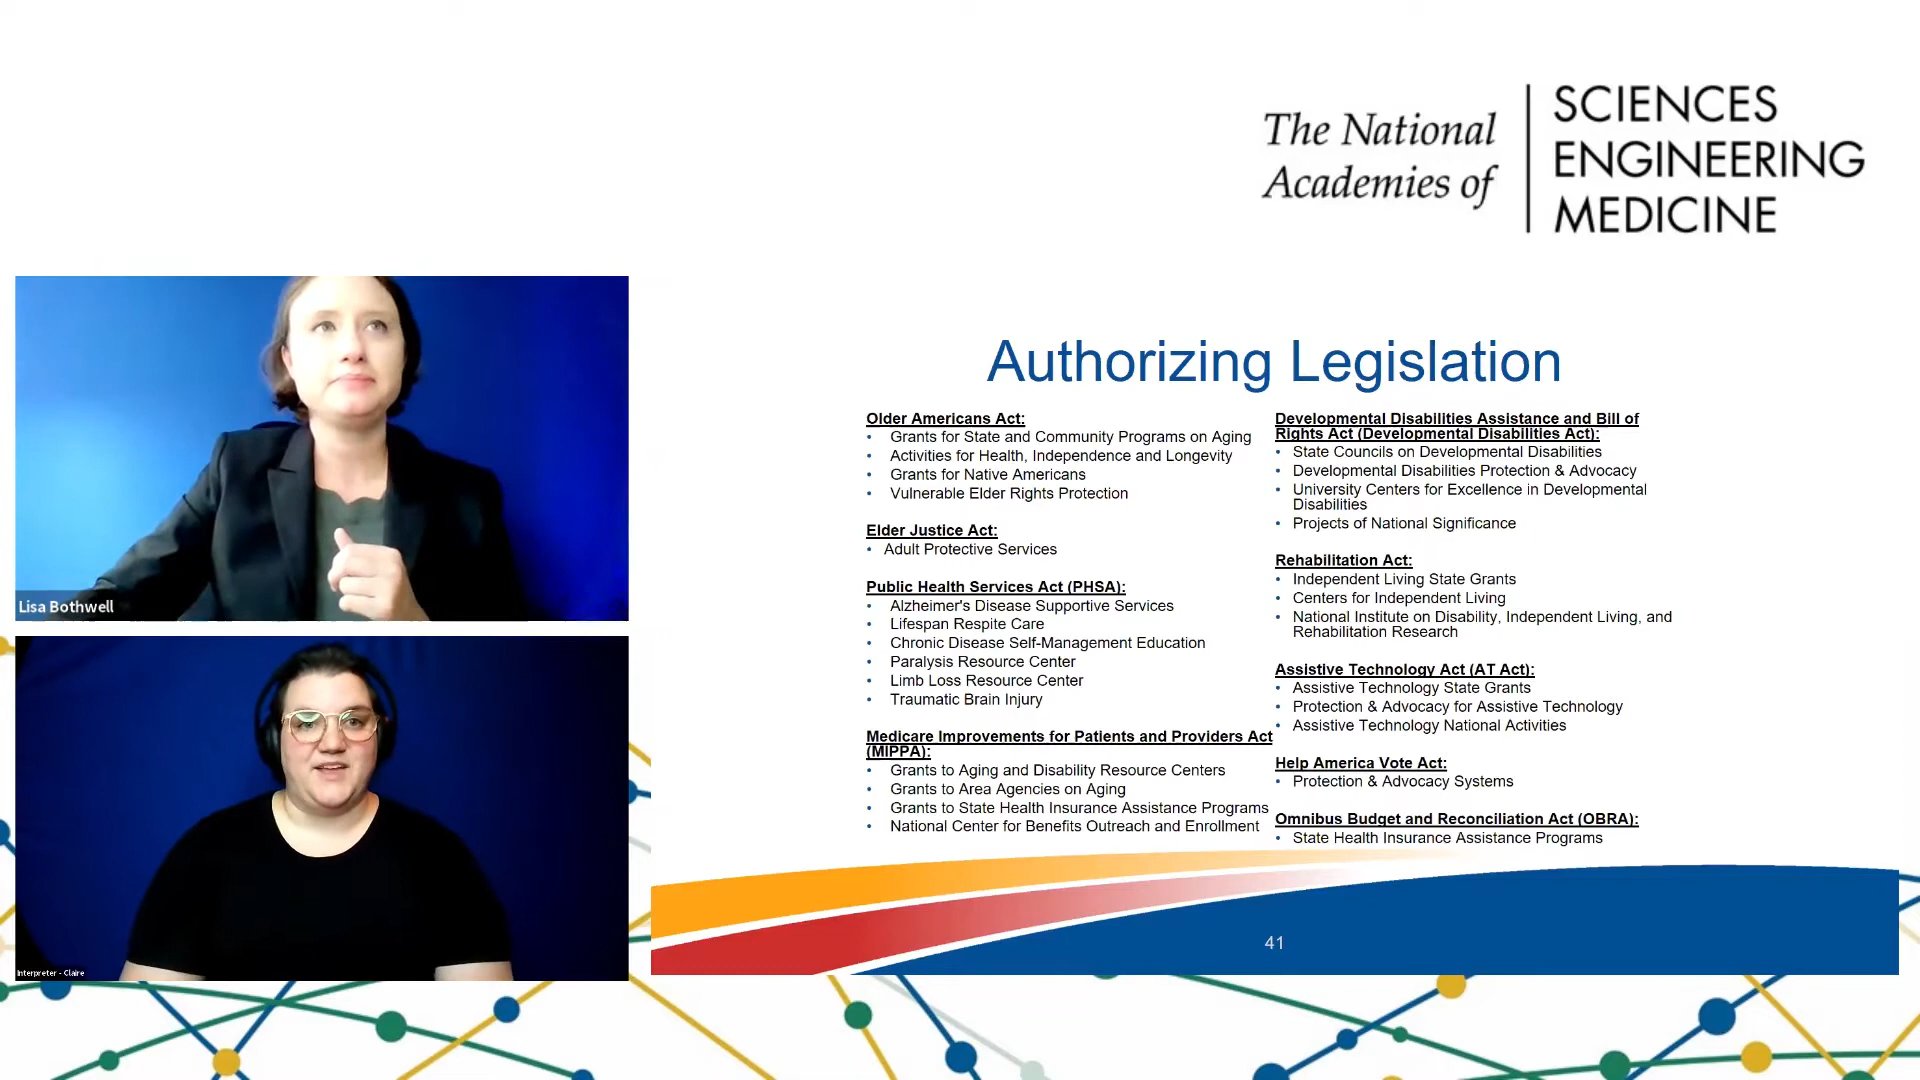 The National
Academies of
SCIENCES
ENGINEERING
MEDICINE
Lisa Bothwell
Interpreter - Claire
Authorizing Legislation
Older Americans Act:
• Grants for State and Community Programs on Aging
• Activities for Health, Independence and Longevity
• Grants for Native Americans
• Vulnerable Elder Rights Protection
Elder Justice Act:
• Adult Protective Services
Public Health Services Act (PHSA):
• Alzheimer's Disease Supportive Services
• Lifespan Respite Care
• Chronic Disease Self-Management Education
• Paralysis Resource Center
• Limb Loss Resource Center
• Traumatic Brain Injury
Medicare Improvements for Patients and Providers Act
(MIPPA):
• Grants to Aging and Disability Resource Centers
• Grants to Area Agencies on Aging
• Grants to State Health Insurance Assistance Programs
• National Center for Benefits Outreach and Enrollment
Developmental Disabilities Assistance and Bill of
Rights Act (Developmental Disabilities Act):
• State Councils on Developmental Disabilities
• Developmental Disabilities Protection & Advocacy
• University Centers for Excellence in Developmental
Disabilities
• Projects of National Significance
Rehabilitation Act:
• Independent Living State Grants
• Centers for Independent Living
• National Institute on Disability, Independent Living, and
Rehabilitation Research
Assistive Technology Act (AT Act):
• Assistive Technology State Grants
• Protection & Advocacy for Assistive Technology
• Assistive Technology National Activities
Help America Vote Act:
• Protection & Advocacy Systems
Omnibus Budget and Reconciliation Act (OBRA):
• State Health Insurance Assistance Programs
41